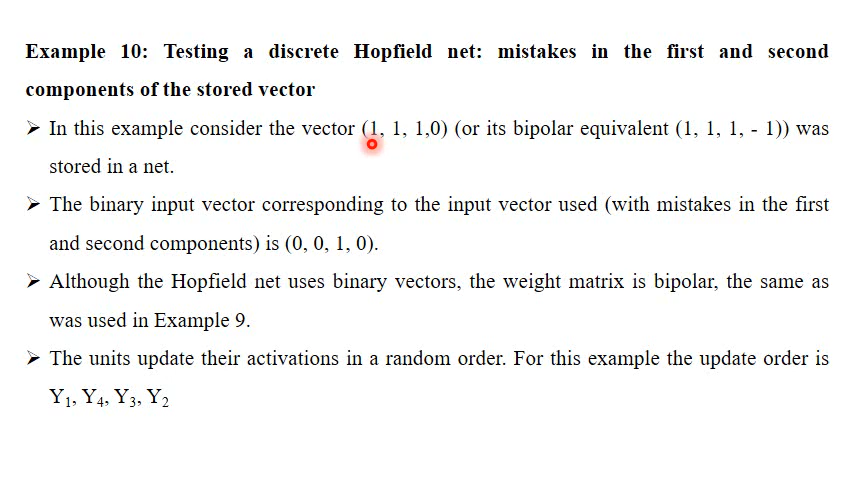 Example 10: Testing a discrete Hopfield net: mistakes in the first and second
components of the stored vector
➢ In this example consider the vector (1, 1, 1,0) (or its bipolar equivalent (1, 1, 1, - 1)) was
stored in a net.
➢ The binary input vector corresponding to the input vector used (with mistakes in the first
and second components) is (0, 0, 1, 0).
➢ Although the Hopfield net uses binary vectors, the weight matrix is bipolar, the same as
was used in Example 9.
➢ The units update their activations in a random order. For this example the update order is
Y₁, Y₄, Y₃, Y₂